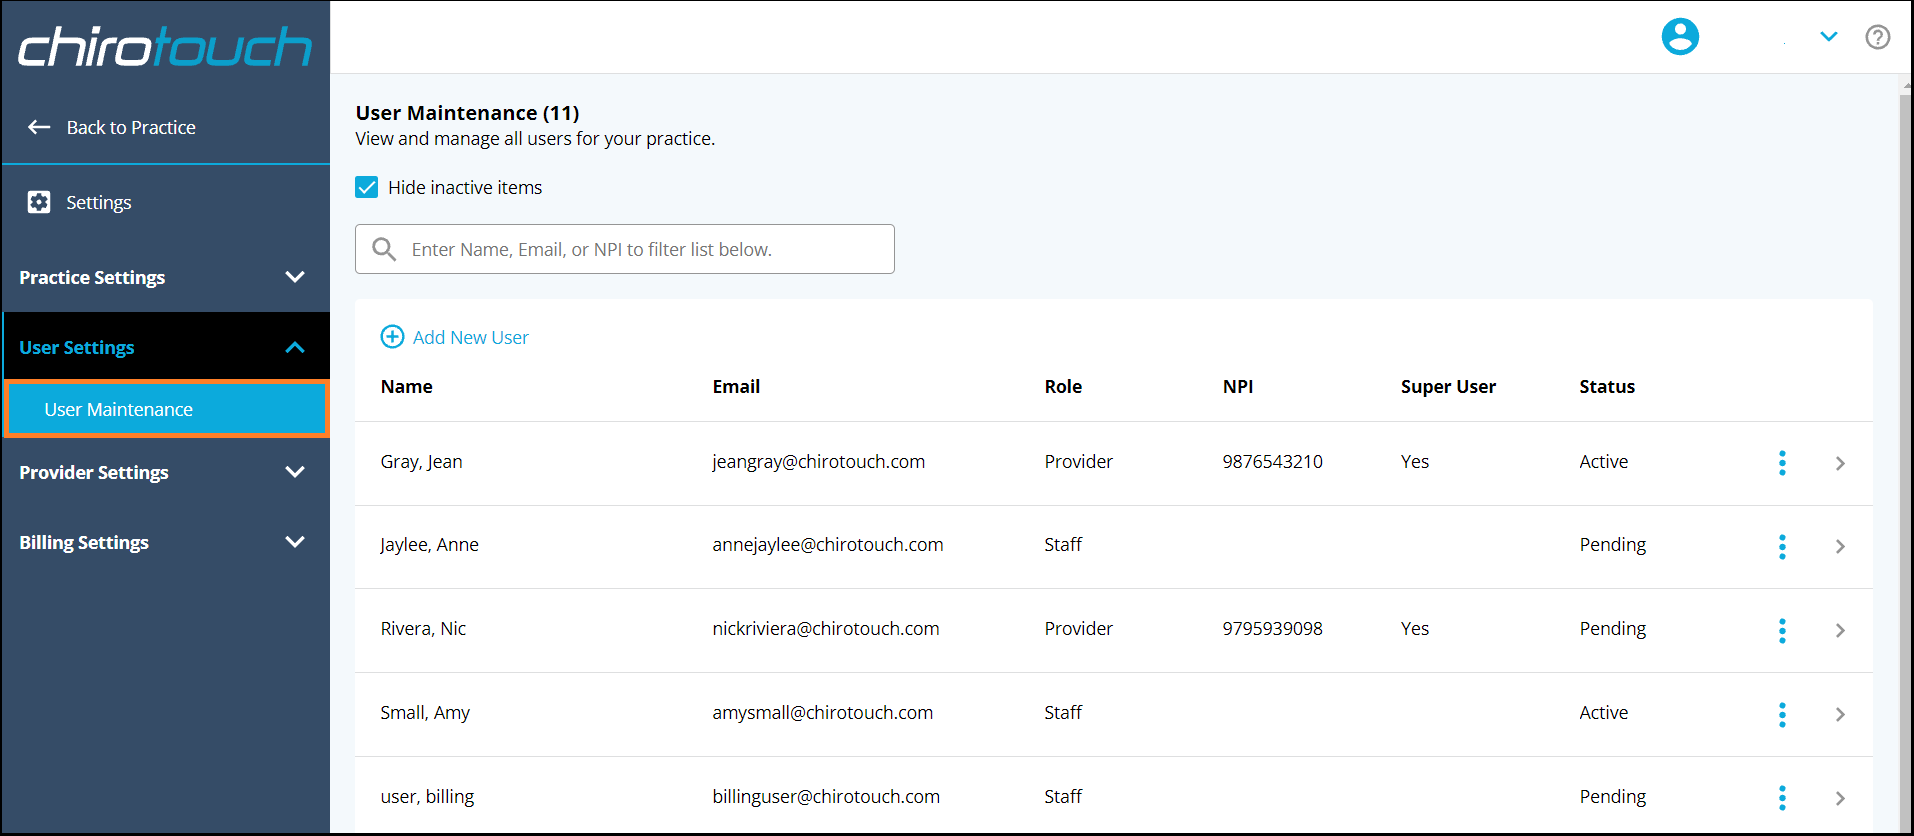 chirotouch
Back to Practice
Settings
Practice Settings
User Settings
User Maintenance
Provider Settings
Billing Settings
User Maintenance (11)
View and manage all users for your practice.
Hide inactive items
Enter Name, Email, or NPI to filter list below.
Add New User
Name Email Role NPI Super User Status
Gray, Jean jeangray@chirotouch.com Provider 9876543210 Yes Active
Jaylee, Anne annejaylee@chirotouch.com Staff Pending
Rivera, Nic nickriviera@chirotouch.com Provider 9795939098 Yes Pending
Small, Amy amysmall@chirotouch.com Staff Active
user, billing billinguser@chirotouch.com Staff Pending